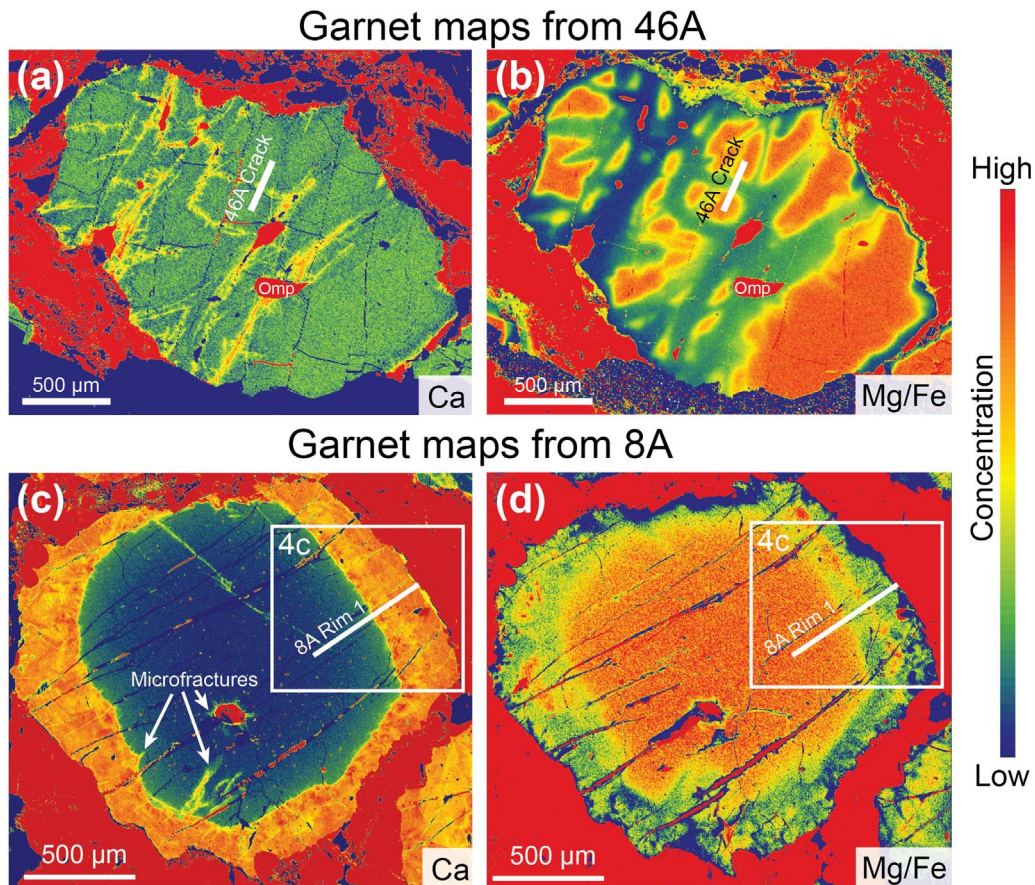 Garnet maps from 46A
(a)
46A Crack
Omp
500 µm
Ca
(b)
46A Crack
Omp
500 µm
Mg/Fe
High
Concentration
Low
Garnet maps from 8A
(c)
4c
8A Rim 1
Microfractures
500 µm
Ca
(d)
4c
8A Rim 1
500 µm
Mg/Fe